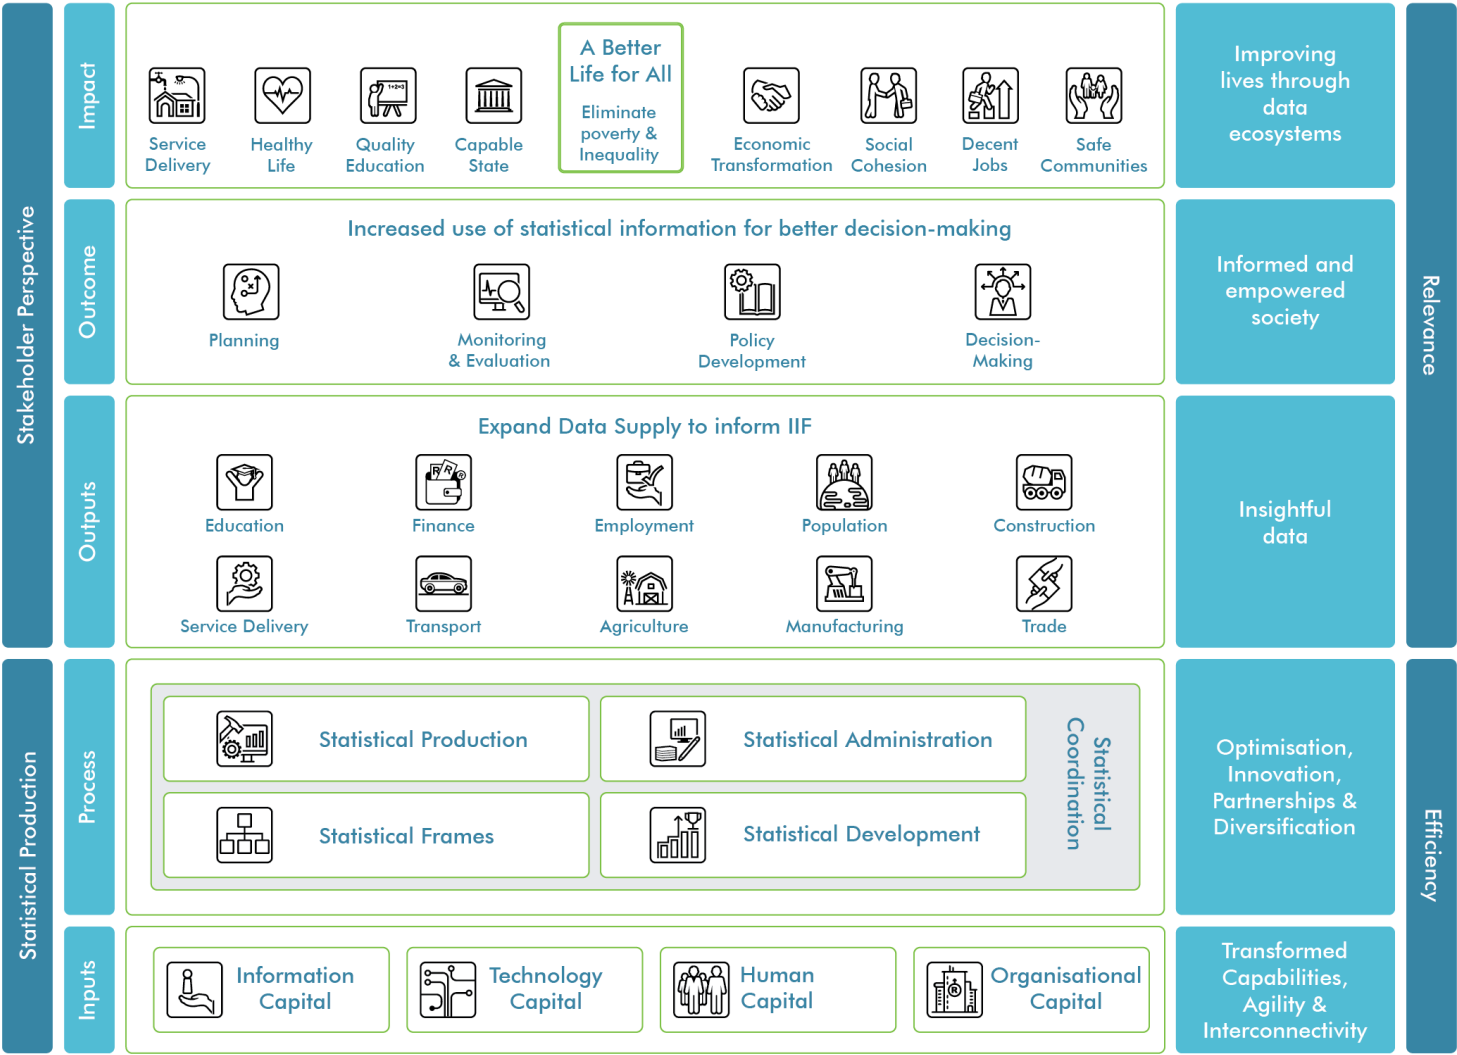 Stakeholder Perspective
Impact
A Better
Life for All
Eliminate
poverty &
Inequality
Service
Delivery
Healthy
Life
1+2=3
Quality
Education
Capable
State
Economic
Transformation
Social
Cohesion
Decent
Jobs
Safe
Communities
Improving
lives through
data
ecosystems
Relevance
Outcome
Increased use of statistical information for better decision-making
Planning
Monitoring
& Evaluation
Policy
Development
Decision-
Making
Informed and
empowered
society
Outputs
Expand Data Supply to inform IIF
Education
R R R
Finance
Employment
Population
Construction
Service Delivery
Transport
Agriculture
Manufacturing
Trade
Insightful
data
Statistical Production
Process
Statistical Production
Statistical Administration
Statistical Frames
Statistical Development
Statistical
Coordination
Optimisation,
Innovation,
Partnerships &
Diversification
Efficiency
Inputs
Information
Capital
Technology
Capital
Human
Capital
R
Organisational
Capital
Transformed
Capabilities,
Agility &
Interconnectivity